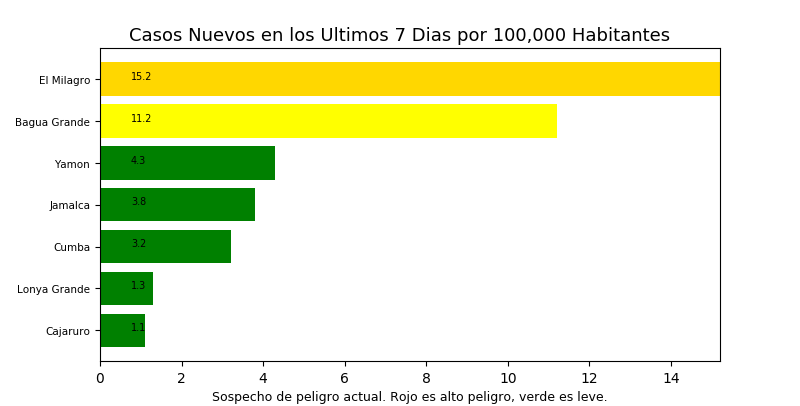 Casos Nuevos en los Ultimos 7 Dias por 100,000 Habitantes
El Milagro 15.2
Bagua Grande 11.2
Yamon 4.3
Jamalca 3.8
Cumba 3.2
Lonya Grande 1.3
Cajaruro 1.1
0 2 4 6 8 10 12 14
Sospecho de peligro actual. Rojo es alto peligro, verde es leve.